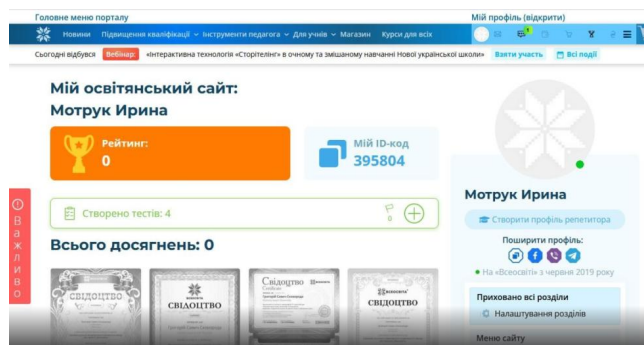 Головне меню порталу
Мій профіль (відкрити)
Новини Підвищення кваліфікації Інструменти педагога Для учнів Магазин Курси для всіх
1
Сьогодні відбувся Вебінар: «Інтерактивна технологія «Сторітелінг» в очному та змішаному навчанні Нової української школи» Взяти участь Всі події
Мій освітянський сайт:
Мотрук Ирина
Рейтинг:
0
Мій ID-код
395804
Створено тестів: 4
0
Всього досягнень: 0
Важливо
СВІДОЦТВО
СВІДОЦТВО
Свідоцтво
СВІДОЦТВО
Мотрук Ирина
Створити профіль репетитора
Поширити профіль:
На «Всеосвіті» з червня 2019 року
Приховано всі розділи
Налаштування розділів
Меню сайту